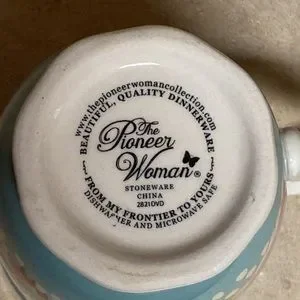 www.thepioneerwomancollection.com
BEAUTIFUL, QUALITY DINNERWARE
The
Pioneer
Woman®
STONEWARE
CHINA
2821DVD
FROM MY FRONTIER TO YOURS
DISHWASHER AND MICROWAVE SAFE